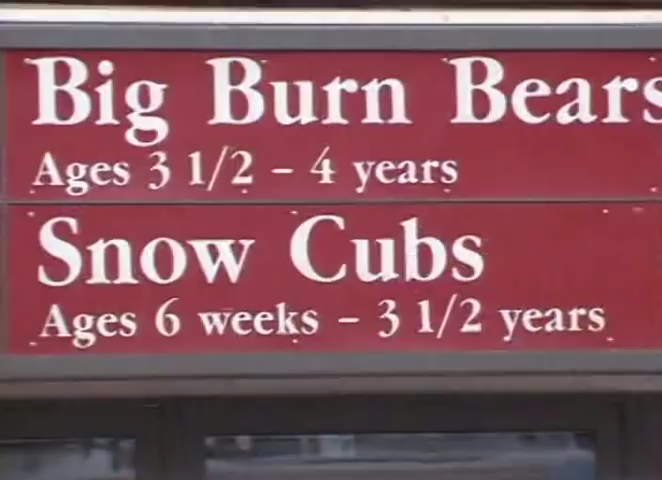 Big Burn Bears
Ages 3 1/2 – 4 years
Snow Cubs
Ages 6 weeks – 3 1/2 years